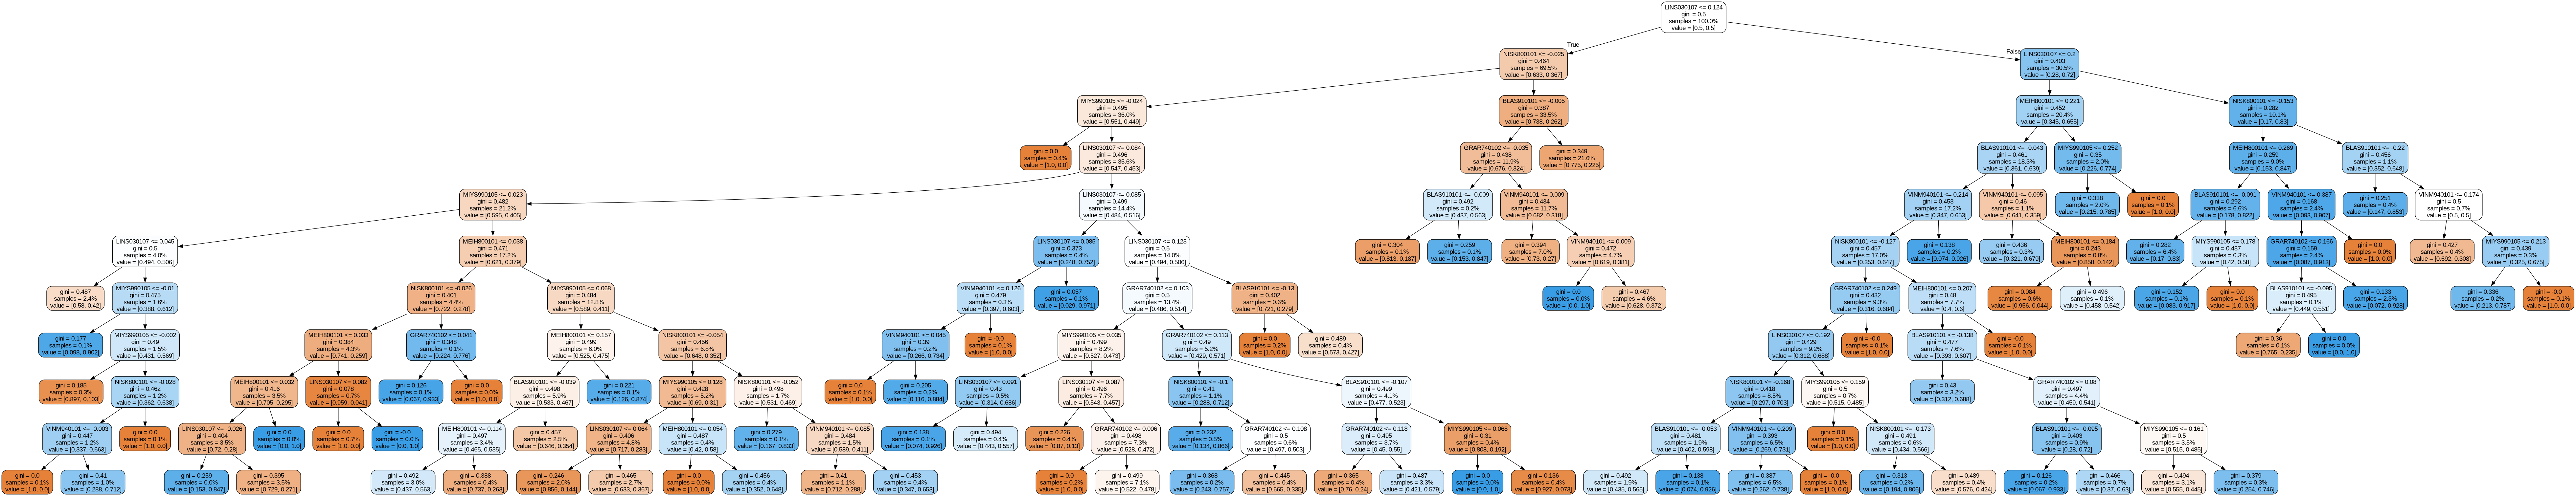 LINS030107 <= 0.124
gini = 0.5
samples = 100.0%
value = [0.5, 0.5]
True
False
NISK800101 <= -0.025
gini = 0.464
samples = 69.5%
value = [0.633, 0.367]
LINS030107 <= 0.2
gini = 0.403
samples = 30.5%
value = [0.28, 0.72]
MIYS990105 <= -0.024
gini = 0.495
samples = 36.0%
value = [0.551, 0.449]
BLAS910101 <= -0.005
gini = 0.387
samples = 33.5%
value = [0.738, 0.262]
MEIH800101 <= 0.221
gini = 0.452
samples = 20.4%
value = [0.345, 0.655]
NISK800101 <= -0.153
gini = 0.282
samples = 10.1%
value = [0.17, 0.83]
gini = 0.0
samples = 0.4%
value = [1.0, 0.0]
LINS030107 <= 0.084
gini = 0.496
samples = 35.6%
value = [0.547, 0.453]
GRAR740102 <= -0.035
gini = 0.438
samples = 11.9%
value = [0.676, 0.324]
gini = 0.349
samples = 21.6%
value = [0.775, 0.225]
BLAS910101 <= -0.043
gini = 0.461
samples = 18.3%
value = [0.361, 0.639]
MIYS990105 <= 0.252
gini = 0.35
samples = 2.0%
value = [0.226, 0.774]
MEIH800101 <= 0.269
gini = 0.259
samples = 9.0%
value = [0.153, 0.847]
BLAS910101 <= -0.22
gini = 0.456
samples = 1.1%
value = [0.352, 0.648]
MIYS990105 <= 0.023
gini = 0.482
samples = 21.2%
value = [0.595, 0.405]
LINS030107 <= 0.085
gini = 0.499
samples = 14.4%
value = [0.484, 0.516]
BLAS910101 <= -0.009
gini = 0.492
samples = 0.2%
value = [0.437, 0.563]
VINM940101 <= 0.009
gini = 0.434
samples = 11.7%
value = [0.682, 0.318]
VINM940101 <= 0.214
gini = 0.453
samples = 17.2%
value = [0.347, 0.653]
VINM940101 <= 0.095
gini = 0.46
samples = 1.1%
value = [0.641, 0.359]
gini = 0.338
samples = 2.0%
value = [0.215, 0.785]
gini = 0.0
samples = 0.1%
value = [1.0, 0.0]
BLAS910101 <= -0.091
gini = 0.292
samples = 6.6%
value = [0.178, 0.822]
VINM940101 <= 0.387
gini = 0.168
samples = 2.4%
value = [0.093, 0.907]
gini = 0.251
samples = 0.4%
value = [0.147, 0.853]
VINM940101 <= 0.174
gini = 0.5
samples = 0.7%
value = [0.5, 0.5]
LINS030107 <= 0.045
gini = 0.5
samples = 4.0%
value = [0.494, 0.506]
MEIH800101 <= 0.038
gini = 0.471
samples = 17.2%
value = [0.621, 0.379]
LINS030107 <= 0.085
gini = 0.373
samples = 0.4%
value = [0.248, 0.752]
LINS030107 <= 0.123
gini = 0.5
samples = 14.0%
value = [0.494, 0.506]
gini = 0.304
samples = 0.1%
value = [0.813, 0.187]
gini = 0.259
samples = 0.1%
value = [0.153, 0.847]
gini = 0.394
samples = 7.0%
value = [0.73, 0.27]
VINM940101 <= 0.009
gini = 0.472
samples = 4.7%
value = [0.619, 0.381]
NISK800101 <= -0.127
gini = 0.457
samples = 17.0%
value = [0.353, 0.647]
gini = 0.138
samples = 0.2%
value = [0.074, 0.926]
gini = 0.436
samples = 0.3%
value = [0.321, 0.679]
MEIH800101 <= 0.184
gini = 0.243
samples = 0.8%
value = [0.858, 0.142]
gini = 0.282
samples = 6.4%
value = [0.17, 0.83]
MIYS990105 <= 0.178
gini = 0.487
samples = 0.3%
value = [0.42, 0.58]
GRAR740102 <= 0.166
gini = 0.159
samples = 2.4%
value = [0.087, 0.913]
gini = 0.0
samples = 0.0%
value = [1.0, 0.0]
gini = 0.427
samples = 0.4%
value = [0.692, 0.308]
MIYS990105 <= 0.213
gini = 0.439
samples = 0.3%
value = [0.325, 0.675]
gini = 0.487
samples = 2.4%
value = [0.58, 0.42]
MIYS990105 <= -0.01
gini = 0.475
samples = 1.6%
value = [0.388, 0.612]
NISK800101 <= -0.026
gini = 0.401
samples = 4.4%
value = [0.722, 0.278]
MIYS990105 <= 0.068
gini = 0.484
samples = 12.8%
value = [0.589, 0.411]
VINM940101 <= 0.126
gini = 0.479
samples = 0.3%
value = [0.397, 0.603]
gini = 0.057
samples = 0.1%
value = [0.029, 0.971]
GRAR740102 <= 0.103
gini = 0.5
samples = 13.4%
value = [0.486, 0.514]
BLAS910101 <= -0.13
gini = 0.402
samples = 0.6%
value = [0.721, 0.279]
gini = 0.0
samples = 0.0%
value = [0.0, 1.0]
gini = 0.467
samples = 4.6%
value = [0.628, 0.372]
GRAR740102 <= 0.249
gini = 0.432
samples = 9.3%
value = [0.316, 0.684]
MEIH800101 <= 0.207
gini = 0.48
samples = 7.7%
value = [0.4, 0.6]
gini = 0.084
samples = 0.6%
value = [0.956, 0.044]
gini = 0.496
samples = 0.1%
value = [0.458, 0.542]
gini = 0.152
samples = 0.1%
value = [0.083, 0.917]
gini = 0.0
samples = 0.1%
value = [1.0, 0.0]
BLAS910101 <= -0.095
gini = 0.495
samples = 0.1%
value = [0.449, 0.551]
gini = 0.133
samples = 2.3%
value = [0.072, 0.928]
gini = 0.336
samples = 0.2%
value = [0.213, 0.787]
gini = -0.0
samples = 0.1%
value = [1.0, 0.0]
gini = 0.177
samples = 0.1%
value = [0.098, 0.902]
MIYS990105 <= -0.002
gini = 0.49
samples = 1.5%
value = [0.431, 0.569]
MEIH800101 <= 0.033
gini = 0.384
samples = 4.3%
value = [0.741, 0.259]
GRAR740102 <= 0.041
gini = 0.348
samples = 0.1%
value = [0.224, 0.776]
MEIH800101 <= 0.157
gini = 0.499
samples = 6.0%
value = [0.525, 0.475]
NISK800101 <= -0.054
gini = 0.456
samples = 6.8%
value = [0.648, 0.352]
VINM940101 <= 0.045
gini = 0.39
samples = 0.2%
value = [0.266, 0.734]
gini = -0.0
samples = 0.1%
value = [1.0, 0.0]
MIYS990105 <= 0.035
gini = 0.499
samples = 8.2%
value = [0.527, 0.473]
GRAR740102 <= 0.113
gini = 0.49
samples = 5.2%
value = [0.429, 0.571]
gini = 0.0
samples = 0.2%
value = [1.0, 0.0]
gini = 0.489
samples = 0.4%
value = [0.573, 0.427]
LINS030107 <= 0.192
gini = 0.429
samples = 9.2%
value = [0.312, 0.688]
gini = -0.0
samples = 0.1%
value = [1.0, 0.0]
BLAS910101 <= -0.138
gini = 0.477
samples = 7.6%
value = [0.393, 0.607]
gini = -0.0
samples = 0.1%
value = [1.0, 0.0]
gini = 0.36
samples = 0.1%
value = [0.765, 0.235]
gini = 0.0
samples = 0.0%
value = [0.0, 1.0]
gini = 0.185
samples = 0.3%
value = [0.897, 0.103]
NISK800101 <= -0.028
gini = 0.462
samples = 1.2%
value = [0.362, 0.638]
MEIH800101 <= 0.032
gini = 0.416
samples = 3.5%
value = [0.705, 0.295]
LINS030107 <= 0.082
gini = 0.078
samples = 0.7%
value = [0.959, 0.041]
gini = 0.126
samples = 0.1%
value = [0.067, 0.933]
gini = 0.0
samples = 0.0%
value = [1.0, 0.0]
BLAS910101 <= -0.039
gini = 0.498
samples = 5.9%
value = [0.533, 0.467]
gini = 0.221
samples = 0.1%
value = [0.126, 0.874]
MIYS990105 <= 0.128
gini = 0.428
samples = 5.2%
value = [0.69, 0.31]
NISK800101 <= -0.052
gini = 0.498
samples = 1.7%
value = [0.531, 0.469]
gini = 0.0
samples = 0.1%
value = [1.0, 0.0]
gini = 0.205
samples = 0.2%
value = [0.116, 0.884]
LINS030107 <= 0.091
gini = 0.43
samples = 0.5%
value = [0.314, 0.686]
LINS030107 <= 0.087
gini = 0.496
samples = 7.7%
value = [0.543, 0.457]
NISK800101 <= -0.1
gini = 0.41
samples = 1.1%
value = [0.288, 0.712]
BLAS910101 <= -0.107
gini = 0.499
samples = 4.1%
value = [0.477, 0.523]
NISK800101 <= -0.168
gini = 0.418
samples = 8.5%
value = [0.297, 0.703]
MIYS990105 <= 0.159
gini = 0.5
samples = 0.7%
value = [0.515, 0.485]
gini = 0.43
samples = 3.2%
value = [0.312, 0.688]
GRAR740102 <= 0.08
gini = 0.497
samples = 4.4%
value = [0.459, 0.541]
VINM940101 <= -0.003
gini = 0.447
samples = 1.2%
value = [0.337, 0.663]
gini = 0.0
samples = 0.1%
value = [1.0, 0.0]
LINS030107 <= -0.026
gini = 0.404
samples = 3.5%
value = [0.72, 0.28]
gini = 0.0
samples = 0.0%
value = [0.0, 1.0]
gini = 0.0
samples = 0.7%
value = [1.0, 0.0]
gini = -0.0
samples = 0.0%
value = [0.0, 1.0]
MEIH800101 <= 0.114
gini = 0.497
samples = 3.4%
value = [0.465, 0.535]
gini = 0.457
samples = 2.5%
value = [0.646, 0.354]
LINS030107 <= 0.064
gini = 0.406
samples = 4.8%
value = [0.717, 0.283]
MEIH800101 <= 0.054
gini = 0.487
samples = 0.4%
value = [0.42, 0.58]
gini = 0.279
samples = 0.1%
value = [0.167, 0.833]
VINM940101 <= 0.085
gini = 0.484
samples = 1.5%
value = [0.589, 0.411]
gini = 0.138
samples = 0.1%
value = [0.074, 0.926]
gini = 0.494
samples = 0.4%
value = [0.443, 0.557]
gini = 0.226
samples = 0.4%
value = [0.87, 0.13]
GRAR740102 <= 0.006
gini = 0.498
samples = 7.3%
value = [0.528, 0.472]
gini = 0.232
samples = 0.5%
value = [0.134, 0.866]
GRAR740102 <= 0.108
gini = 0.5
samples = 0.6%
value = [0.497, 0.503]
GRAR740102 <= 0.118
gini = 0.495
samples = 3.7%
value = [0.45, 0.55]
MIYS990105 <= 0.068
gini = 0.31
samples = 0.4%
value = [0.808, 0.192]
BLAS910101 <= -0.053
gini = 0.481
samples = 1.9%
value = [0.402, 0.598]
VINM940101 <= 0.209
gini = 0.393
samples = 6.5%
value = [0.269, 0.731]
gini = 0.0
samples = 0.1%
value = [1.0, 0.0]
NISK800101 <= -0.173
gini = 0.491
samples = 0.6%
value = [0.434, 0.566]
BLAS910101 <= -0.095
gini = 0.403
samples = 0.9%
value = [0.28, 0.72]
MIYS990105 <= 0.161
gini = 0.5
samples = 3.5%
value = [0.515, 0.485]
gini = 0.0
samples = 0.1%
value = [1.0, 0.0]
gini = 0.41
samples = 1.0%
value = [0.288, 0.712]
gini = 0.259
samples = 0.0%
value = [0.153, 0.847]
gini = 0.395
samples = 3.5%
value = [0.729, 0.271]
gini = 0.492
samples = 3.0%
value = [0.437, 0.563]
gini = 0.388
samples = 0.4%
value = [0.737, 0.263]
gini = 0.246
samples = 2.0%
value = [0.856, 0.144]
gini = 0.465
samples = 2.7%
value = [0.633, 0.367]
gini = 0.0
samples = 0.0%
value = [1.0, 0.0]
gini = 0.456
samples = 0.4%
value = [0.352, 0.648]
gini = 0.41
samples = 1.1%
value = [0.712, 0.288]
gini = 0.453
samples = 0.4%
value = [0.347, 0.653]
gini = 0.0
samples = 0.2%
value = [1.0, 0.0]
gini = 0.499
samples = 7.1%
value = [0.522, 0.478]
gini = 0.368
samples = 0.2%
value = [0.243, 0.757]
gini = 0.445
samples = 0.4%
value = [0.665, 0.335]
gini = 0.365
samples = 0.4%
value = [0.76, 0.24]
gini = 0.487
samples = 3.3%
value = [0.421, 0.579]
gini = 0.0
samples = 0.0%
value = [0.0, 1.0]
gini = 0.136
samples = 0.4%
value = [0.927, 0.073]
gini = 0.492
samples = 1.9%
value = [0.435, 0.565]
gini = 0.138
samples = 0.1%
value = [0.074, 0.926]
gini = 0.387
samples = 6.5%
value = [0.262, 0.738]
gini = -0.0
samples = 0.1%
value = [1.0, 0.0]
gini = 0.313
samples = 0.2%
value = [0.194, 0.806]
gini = 0.489
samples = 0.4%
value = [0.576, 0.424]
gini = 0.126
samples = 0.2%
value = [0.067, 0.933]
gini = 0.466
samples = 0.7%
value = [0.37, 0.63]
gini = 0.494
samples = 3.1%
value = [0.555, 0.445]
gini = 0.379
samples = 0.3%
value = [0.254, 0.746]